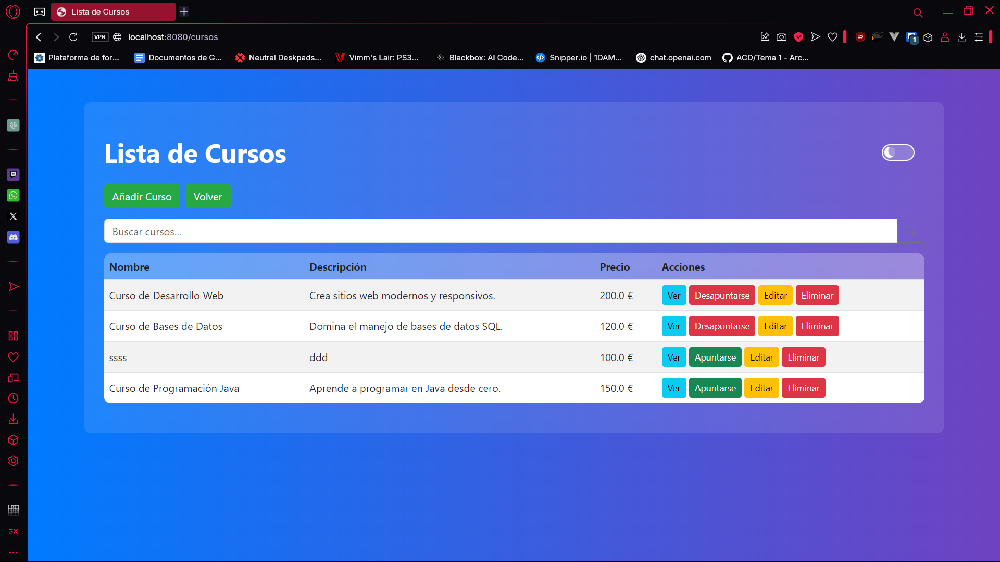 Lista de Cursos
VPN
localhost:8080/cursos
1
Plataforma de for...
Documentos de G...
Neutral Deskpads...
Vimm's Lair: PS3...
Blackbox: AI Code...
Snipper.io | 1DAM...
chat.openai.com
ACD/Tema 1 - Arc...
Lista de Cursos
Añadir Curso
Volver
Buscar cursos...
Nombre Descripción Precio Acciones
Curso de Desarrollo Web Crea sitios web modernos y responsivos. 200.0 € Ver Desapuntarse Editar Eliminar
Curso de Bases de Datos Domina el manejo de bases de datos SQL. 120.0 € Ver Desapuntarse Editar Eliminar
ssss ddd 100.0 € Ver Apuntarse Editar Eliminar
Curso de Programación Java Aprende a programar en Java desde cero. 150.0 € Ver Apuntarse Editar Eliminar
GX